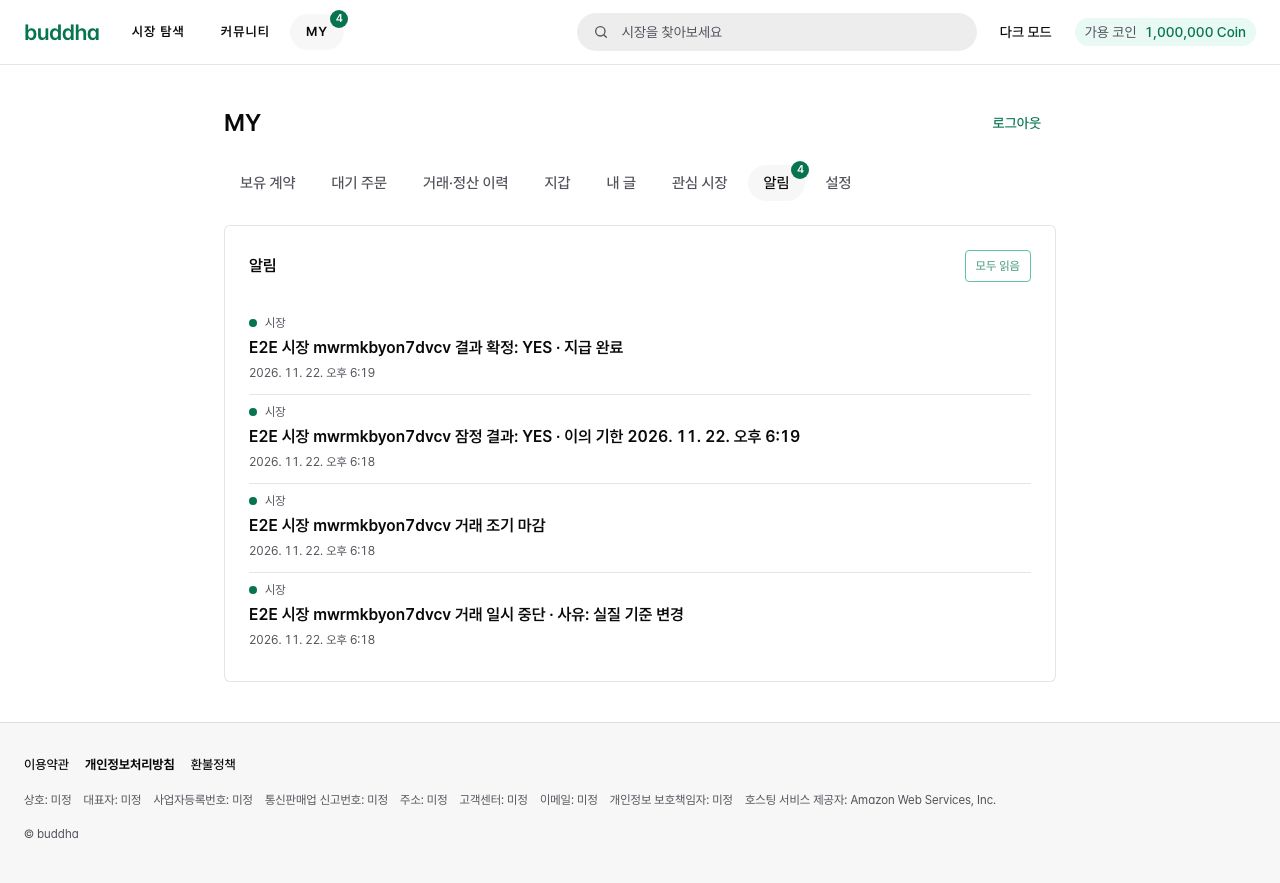 buddha 시장 탐색 커뮤니티 MY 4 시장을 찾아보세요 다크 모드 가용 코인 1,000,000 Coin
MY 로그아웃
보유 계약 대기 주문 거래·정산 이력 지갑 내 글 관심 시장 알림 4 설정
알림 모두 읽음
시장
E2E 시장 mwrmkbyon7dvcv 결과 확정: YES · 지급 완료
2026. 11. 22. 오후 6:19
시장
E2E 시장 mwrmkbyon7dvcv 잠정 결과: YES · 이의 기한 2026. 11. 22. 오후 6:19
2026. 11. 22. 오후 6:18
시장
E2E 시장 mwrmkbyon7dvcv 거래 조기 마감
2026. 11. 22. 오후 6:18
시장
E2E 시장 mwrmkbyon7dvcv 거래 일시 중단 · 사유: 실질 기준 변경
2026. 11. 22. 오후 6:18
이용약관 개인정보처리방침 환불정책
상호: 미정 대표자: 미정 사업자등록번호: 미정 통신판매업 신고번호: 미정 주소: 미정 고객센터: 미정 이메일: 미정 개인정보 보호책임자: 미정 호스팅 서비스 제공자: Amazon Web Services, Inc.
© buddha